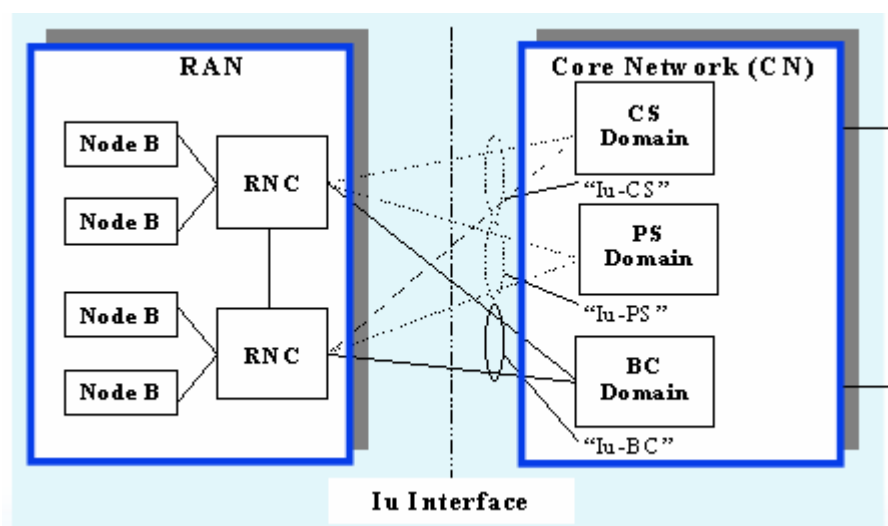 RAN
Node B
Node B
RNC
Node B
Node B
RNC
Core Network (CN)
CS
Domain
“Iu-CS”
PS
Domain
“Iu-PS”
BC
Domain
“Iu-BC”
Iu Interface